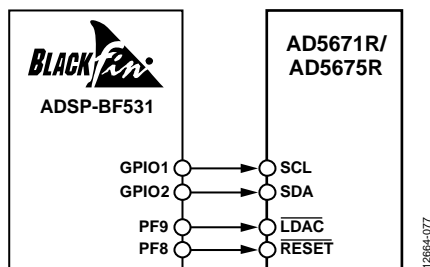 BLACKfin
ADSP-BF531
AD5671R/
AD5675R
GPIO1 SCL
GPIO2 SDA
PF9 LDAC
PF8 RESET
12664-077